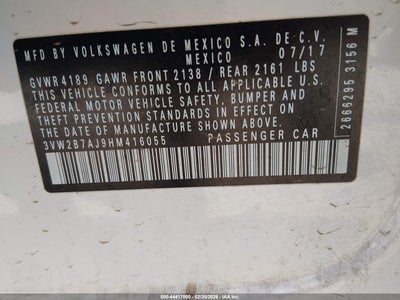 MFD BY VOLKSWAGEN DE MEXICO S.A. DE C.V.
MEXICO 07/17
GVWR 4189 GAWR FRONT 2138 / REAR 2161 LBS
THIS VEHICLE CONFORMS TO ALL APPLICABLE U.S.
FEDERAL MOTOR VEHICLE SAFETY, BUMPER AND
THEFT PREVENTION STANDARDS IN EFFECT ON
THE DATE OF MANUFACTURE SHOWN ABOVE.
3VW2B7AJ9HM416055 PASSENGER CAR
2666295 3156 M
000-44417000 - 02/20/2026 - IAA LLC